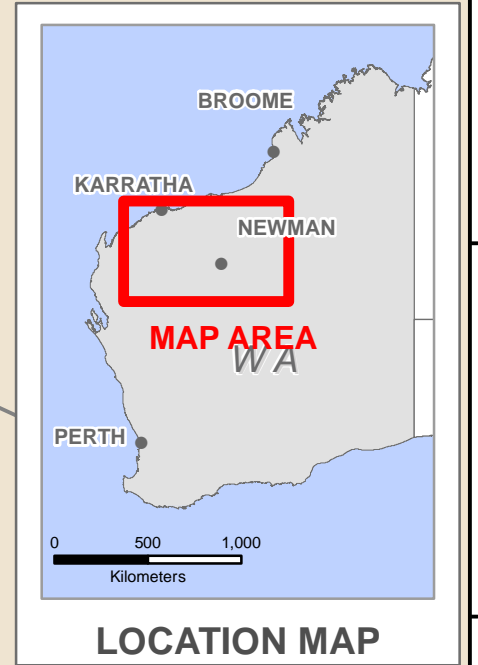 BROOME
KARRATHA
NEWMAN
MAP AREA
WA
PERTH
0 500 1,000
Kilometers
LOCATION MAP